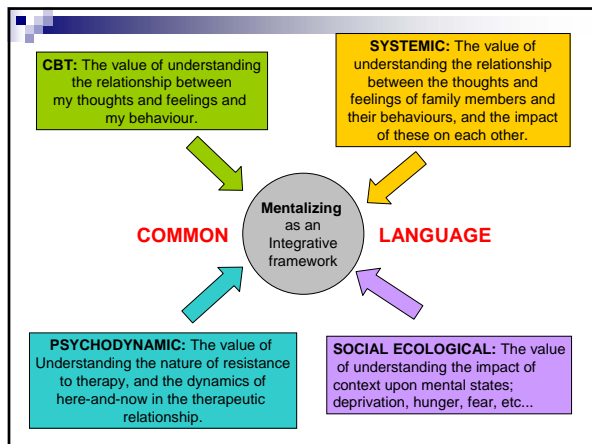 CBT: The value of understanding
the relationship between
my thoughts and feelings and
my behaviour.
SYSTEMIC: The value of
understanding the relationship
between the thoughts and
feelings of family members and
their behaviours, and the impact
of these on each other.
COMMON
Mentalizing
as an
Integrative
framework
LANGUAGE
PSYCHODYNAMIC: The value of
Understanding the nature of resistance
to therapy, and the dynamics of
here-and-now in the therapeutic
relationship.
SOCIAL ECOLOGICAL: The value
of understanding the impact of
context upon mental states;
deprivation, hunger, fear, etc...